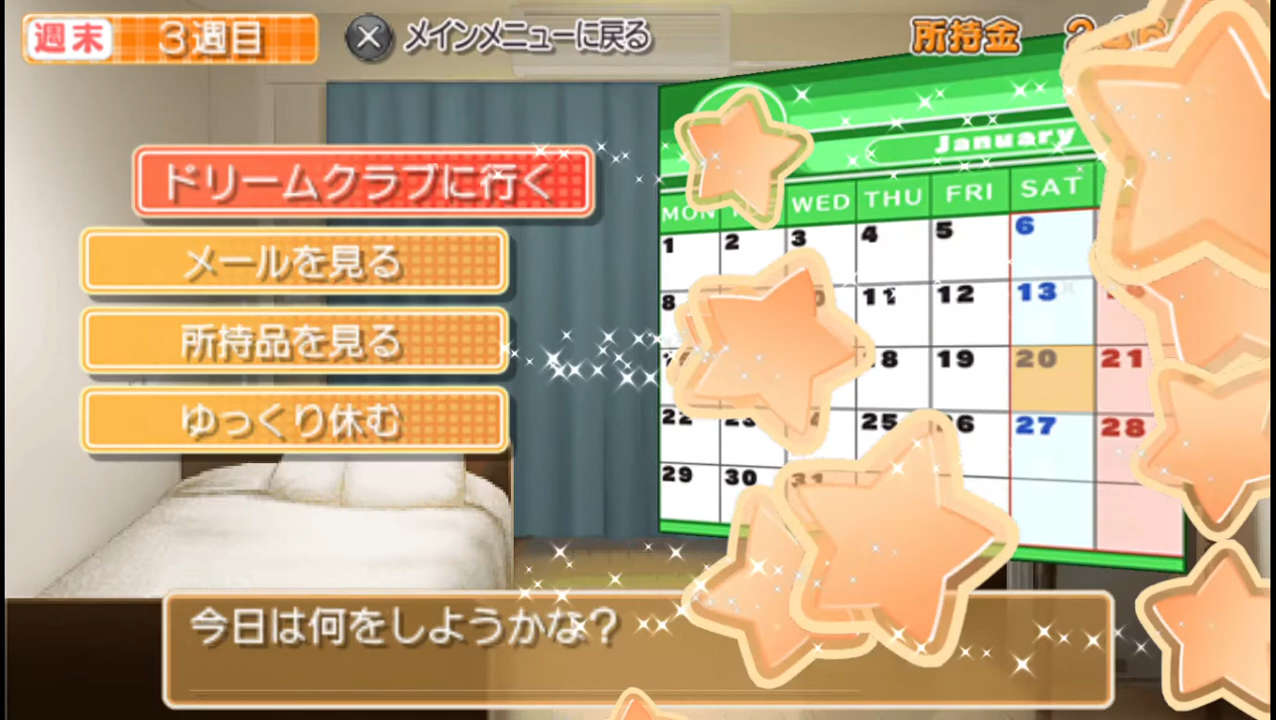 週末 3週目
メインメニューに戻る
所持金
ドリームクラブに行く
メールを見る
所持品を見る
ゆっくり休む
January
MON WED THU FRI SAT
1 2 3 4 5 6
8 11 12 13
19 20 21
22 25 27 28
29 30 31
今日は何をしようかな?